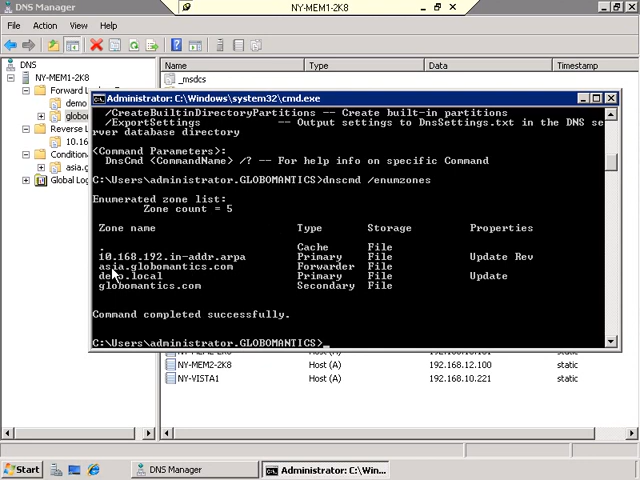 DNS Manager
NY-MEM1-2K8
File Action View Help
DNS
NY-MEM1-2K8
Forward L
demo
globo
Reverse L
10.16
Condition
asia.g
Global Log
Name Type Data Timestamp
_msdcs
Administrator: C:\Windows\system32\cmd.exe
/CreateBuiltinDirectoryPartitions -- Create built-in partitions
/ExportSettings -- Output settings to DnsSettings.txt in the DNS se
rver database directory
<Command Parameters>:
DnsCmd <CommandName> /? -- For help info on specific Command
C:\Users\administrator.GLOBOMANTICS>dnscmd /enumzones
Enumerated zone list:
Zone count = 5
Zone name Type Storage Properties
. Cache File
10.168.192.in-addr.arpa Primary File Update Rev
asia.globomantics.com Forwarder File
demo.local Primary File Update
globomantics.com Secondary File
Command completed successfully.
C:\Users\administrator.GLOBOMANTICS>_
NY-MEM2-2K8 Host (A) 192.168.12.100 static
NY-VISTA1 Host (A) 192.168.10.221 static
Start DNS Manager Administrator: C:\Win...